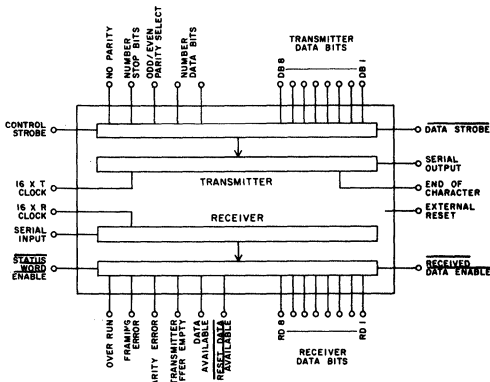 NO PARITY
NUMBER
STOP BITS
ODD/EVEN
PARITY SELECT
NUMBER
DATA BITS
TRANSMITTER
DATA BITS
DB 8
DB 1
CONTROL
STROBE
DATA STROBE
SERIAL
OUTPUT
TRANSMITTER
16 X T
CLOCK
END OF
CHARACTER
16 X R
CLOCK
RECEIVER
EXTERNAL
RESET
SERIAL
INPUT
STATUS
WORD
ENABLE
RECEIVED
DATA ENABLE
OVER RUN
FRAMING
ERROR
ARITY ERROR
TRANSMITTER
FFER EMPTY
DATA
AVAILABLE
RESET DATA
AVAILABLE
RD 8
RD 1
RECEIVER
DATA BITS